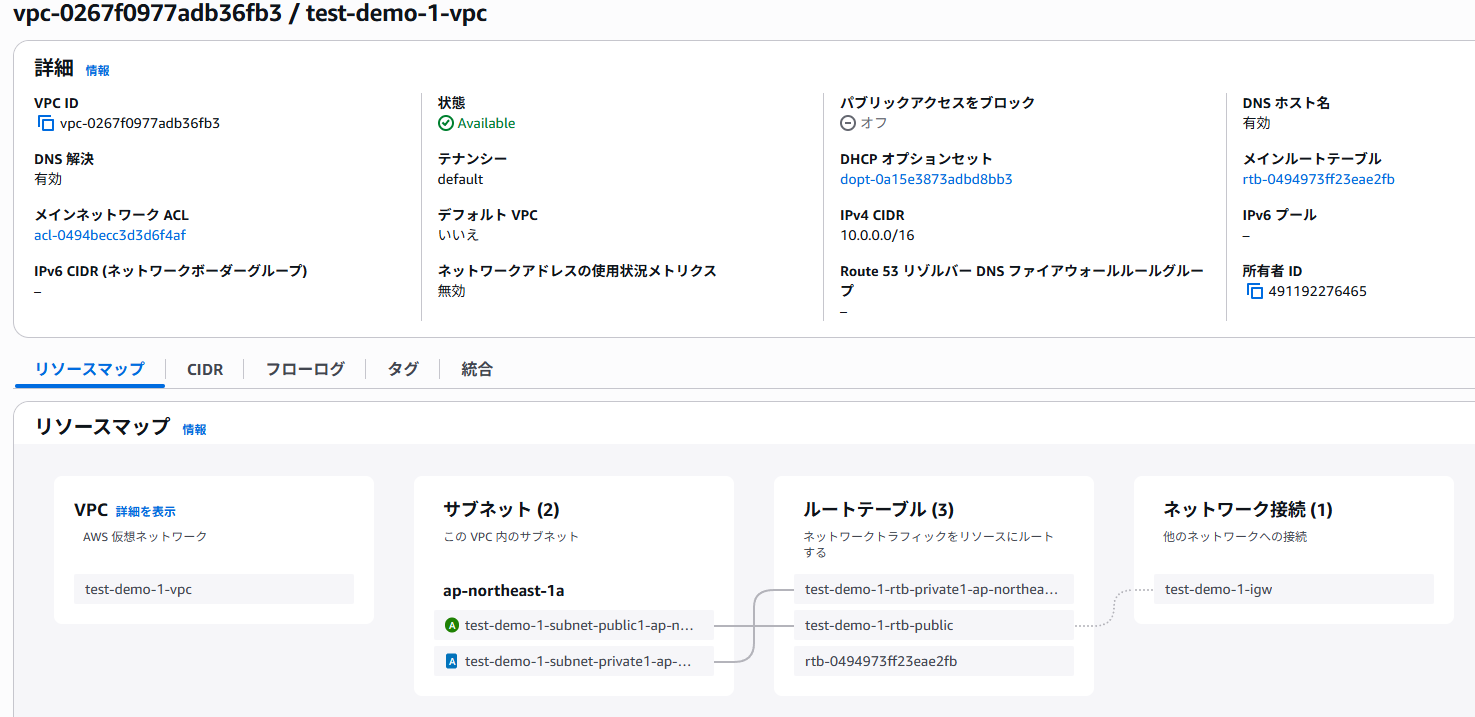 vpc-0267f0977adb36fb3 / test-demo-1-vpc
詳細 情報
VPC ID
vpc-0267f0977adb36fb3
状態
Available
パブリックアクセスをブロック
オフ
DNS ホスト名
有効
DNS 解決
有効
テナンシー
default
DHCP オプションセット
dopt-0a15e3873adbd8bb3
メインルートテーブル
rtb-0494973ff23eae2fb
メインネットワーク ACL
acl-0494becc3d3d6f4af
デフォルト VPC
いいえ
IPv4 CIDR
10.0.0.0/16
IPv6 プール
–
IPv6 CIDR (ネットワークボーダーグループ)
–
ネットワークアドレスの使用状況メトリクス
無効
Route 53 リゾルバー DNS ファイアウォールルールグルー
プ
–
所有者 ID
491192276465
リソースマップ
CIDR
フローログ
タグ
統合
リソースマップ 情報
VPC 詳細を表示
AWS 仮想ネットワーク
test-demo-1-vpc
サブネット (2)
この VPC 内のサブネット
ap-northeast-1a
A test-demo-1-subnet-public1-ap-n...
A test-demo-1-subnet-private1-ap-...
ルートテーブル (3)
ネットワークトラフィックをリソースにルート
する
test-demo-1-rtb-private1-ap-northea...
test-demo-1-rtb-public
rtb-0494973ff23eae2fb
ネットワーク接続 (1)
他のネットワークへの接続
test-demo-1-igw